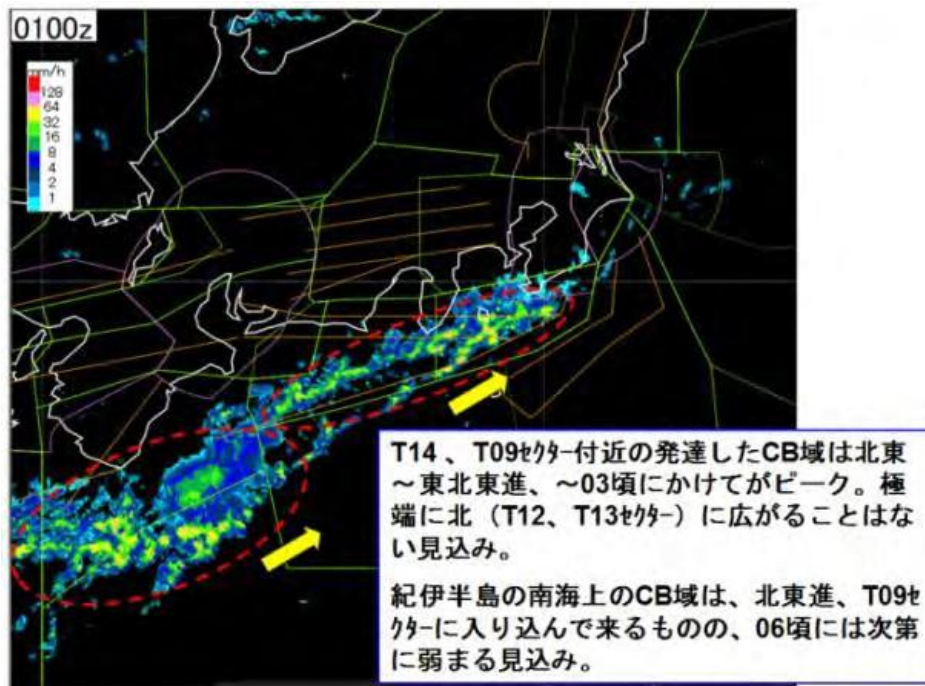 0100z
mm/h
128
64
32
16
8
4
2
1
T14 、T09ｾｸﾀｰ付近の発達したCB域は北東
～東北東進、～03頃にかけてがピーク。極
端に北（T12、T13ｾｸﾀｰ）に広がることはな
い見込み。
紀伊半島の南海上のCB域は、北東進、T09ｾ
ｸﾀｰに入り込んで来るものの、06頃には次第
に弱まる見込み。